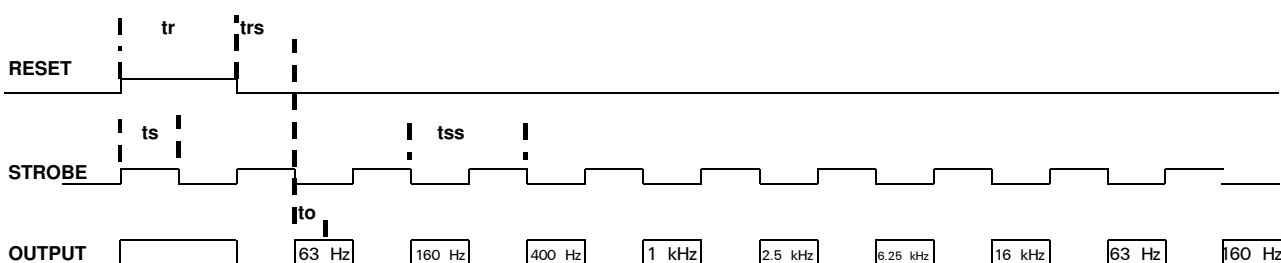 tr trs
RESET
ts tss
STROBE
to
OUTPUT 63 Hz 160 Hz 400 Hz 1 kHz 2.5 kHz 6.25 kHz 16 kHz 63 Hz 160 Hz